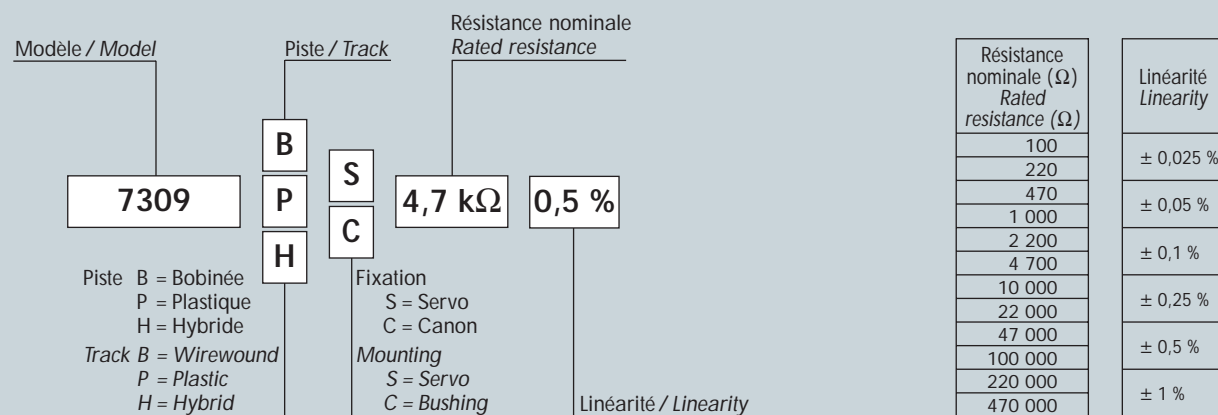 Modèle / Model
Piste / Track
Résistance nominale
Rated resistance
7309
B
P
H
S
C
4,7 kΩ
0,5 %
Piste B = Bobinée
P = Plastique
H = Hybride
Track B = Wirewound
P = Plastic
H = Hybrid
Fixation
S = Servo
C = Canon
Mounting
S = Servo
C = Bushing
Linéarité / Linearity
Résistance
nominale (Ω)
Rated
resistance (Ω)
100
220
470
1 000
2 200
4 700
10 000
22 000
47 000
100 000
220 000
470 000
Linéarité
Linearity
± 0,025 %
± 0,05 %
± 0,1 %
± 0,25 %
± 0,5 %
± 1 %